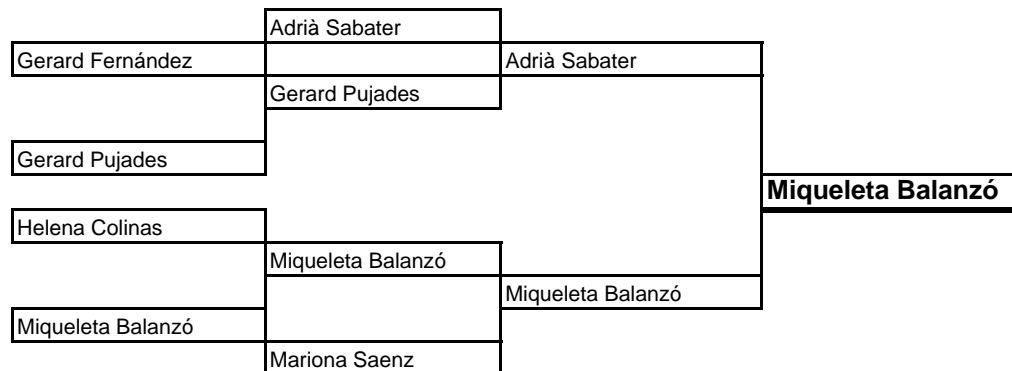 Adrià Sabater
Gerard Fernández
Adrià Sabater
Gerard Pujades
Gerard Pujades
Miqueleta Balanzó
Helena Colinas
Miqueleta Balanzó
Miqueleta Balanzó
Miqueleta Balanzó
Mariona Saenz